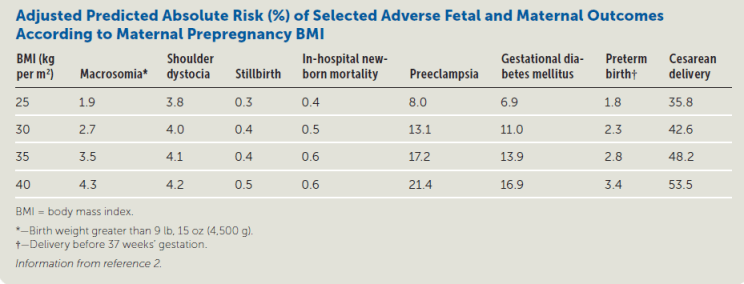 Adjusted Predicted Absolute Risk (%) of Selected Adverse Fetal and Maternal Outcomes
According to Maternal Prepregnancy BMI
BMI (kg per m²) Macrosomia* Shoulder dystocia Stillbirth In-hospital new-born mortality Preeclampsia Gestational dia-betes mellitus Preterm birth† Cesarean delivery
25 1.9 3.8 0.3 0.4 8.0 6.9 1.8 35.8
30 2.7 4.0 0.4 0.5 13.1 11.0 2.3 42.6
35 3.5 4.1 0.4 0.6 17.2 13.9 2.8 48.2
40 4.3 4.2 0.5 0.6 21.4 16.9 3.4 53.5
BMI = body mass index.
*—Birth weight greater than 9 lb, 15 oz (4,500 g).
†—Delivery before 37 weeks' gestation.
Information from reference 2.